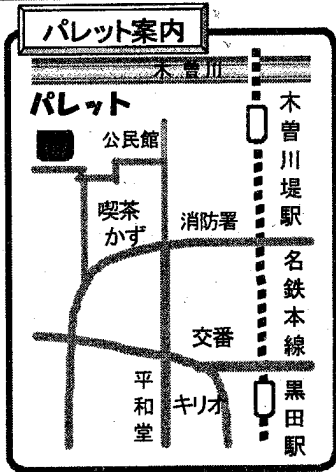 パレット案内
木曽川
パレット
公民館
木曽川堤駅
喫茶
かず
消防署
名鉄本線
交番
平和堂
キリオ
黒田駅